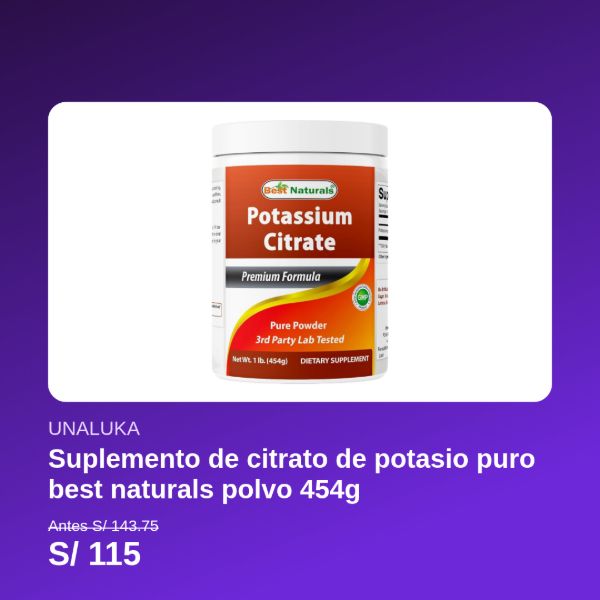 Best Naturals
Potassium
Citrate
Premium Formula
GMP
Pure Powder
3rd Party Lab Tested
Net Wt. 1 lb. (454g) DIETARY SUPPLEMENT
UNALUKA
Suplemento de citrato de potasio puro
best naturals polvo 454g
Antes S/ 143.75
S/ 115